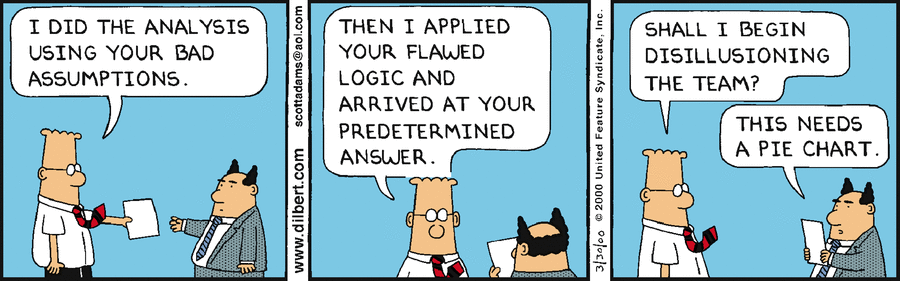 I DID THE ANALYSIS
USING YOUR BAD
ASSUMPTIONS.
www.dilbert.com
scottadams@aol.com
THEN I APPLIED
YOUR FLAWED
LOGIC AND
ARRIVED AT YOUR
PREDETERMINED
ANSWER.
3/30/00 © 2000 United Feature Syndicate, Inc.
SHALL I BEGIN
DISILLUSIONING
THE TEAM?
THIS NEEDS
A PIE CHART.